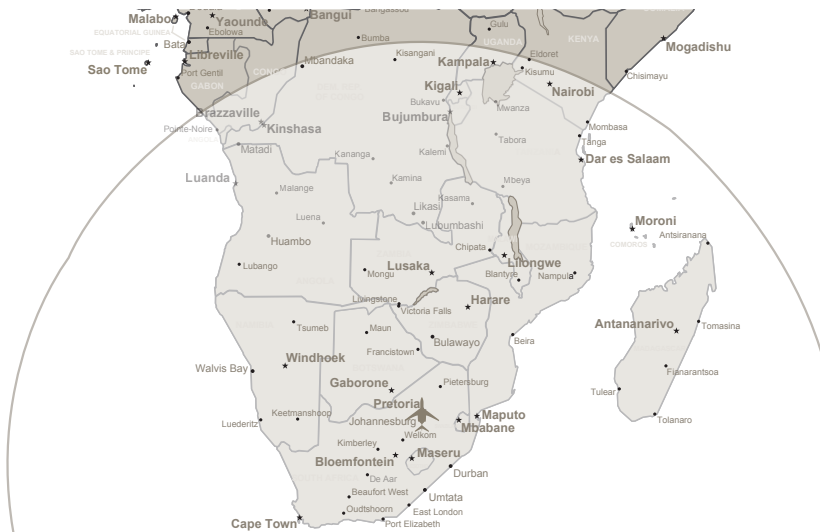 Malabo
Yaounde
Bangui
Bangassou
Gulu
Ebolowa
EQUATORIAL GUINEA
Bumba
UGANDA
KENYA
Mogadishu
Bata
SAO TOME & PRINCIPE
Libreville
Kisangani
Eldoret
Sao Tome
Mbandaka
Kampala
Kisumu
Port Gentil
CONGO
Chisimayu
GABON
Kigali
Nairobi
Bukavu
Mwanza
Brazzaville
Bujumbura
Pointe-Noire
Kinshasa
Mombasa
Tabora
Tanga
Matadi
Kananga
Kalemi
Dar es Salaam
Luanda
Kamina
Mbeya
Malange
Kasama
Likasi
Moroni
Luena
Lubumbashi
Antsiranana
Huambo
COMOROS
Chipata
Lubango
Lusaka
Lilongwe
Mongu
Blantyre
Nampula
Livingstone
Harare
Victoria Falls
Tsumeb
Maun
Antananarivo
Tomasina
Bulawayo
Beira
Francistown
Windhoek
Walvis Bay
Fianarantsoa
Gaborone
Pietersburg
Tulear
Pretoria
Keetmanshoop
Maputo
Tolanaro
Luederitz
Johannesburg
Mbabane
Welkom
Kimberley
Maseru
Bloemfontein
Durban
De Aar
Beaufort West
Umtata
Oudtshoorn
East London
Cape Town
Port Elizabeth